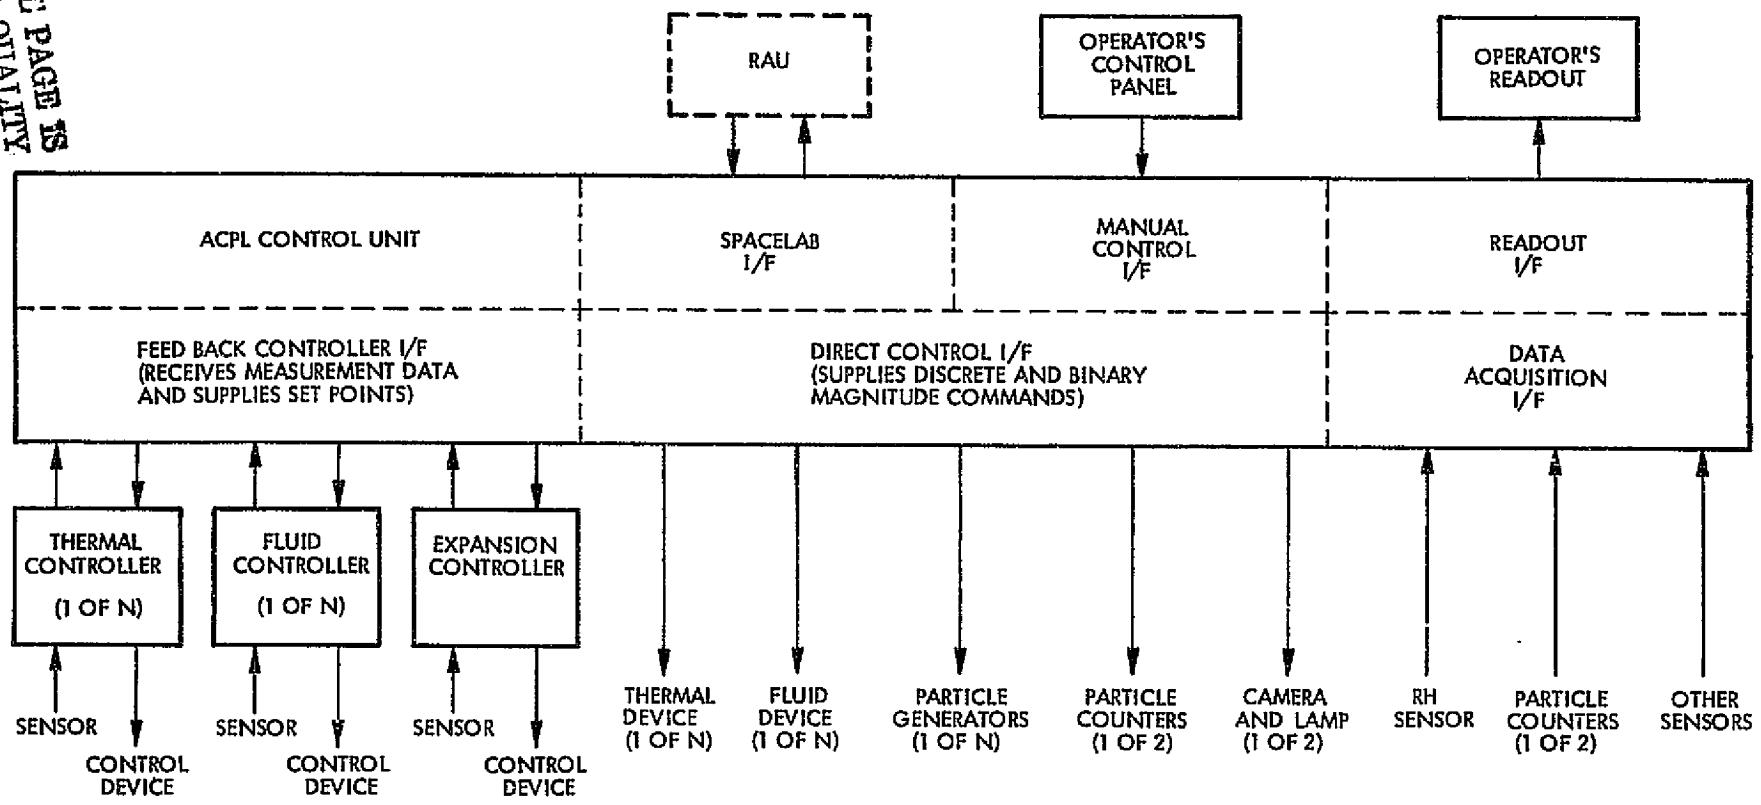 PAGE IS
QUALITY
RAU
OPERATOR'S
CONTROL
PANEL
OPERATOR'S
READOUT
ACPL CONTROL UNIT
SPACELAB
I/F
MANUAL
CONTROL
I/F
READOUT
I/F
FEED BACK CONTROLLER I/F
(RECEIVES MEASUREMENT DATA
AND SUPPLIES SET POINTS)
DIRECT CONTROL I/F
(SUPPLIES DISCRETE AND BINARY
MAGNITUDE COMMANDS)
DATA
ACQUISITION
I/F
THERMAL
CONTROLLER
(1 OF N)
FLUID
CONTROLLER
(1 OF N)
EXPANSION
CONTROLLER
SENSOR
CONTROL
DEVICE
SENSOR
CONTROL
DEVICE
SENSOR
CONTROL
DEVICE
THERMAL
DEVICE
(1 OF N)
FLUID
DEVICE
(1 OF N)
PARTICLE
GENERATORS
(1 OF N)
PARTICLE
COUNTERS
(1 OF 2)
CAMERA
AND LAMP
(1 OF 2)
RH
SENSOR
PARTICLE
COUNTERS
(1 OF 2)
OTHER
SENSORS